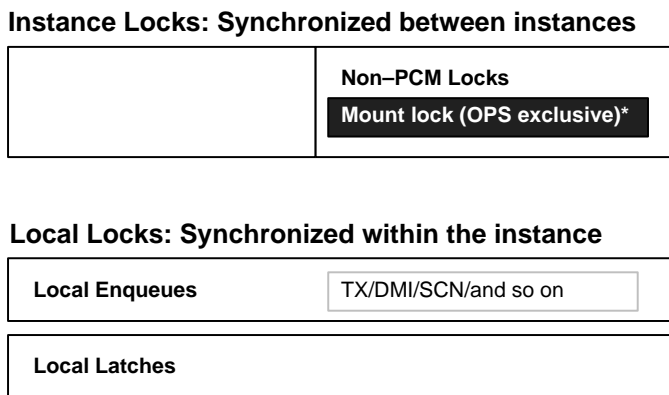 Instance Locks: Synchronized between instances
Non–PCM Locks
Mount lock (OPS exclusive)*
Local Locks: Synchronized within the instance
Local Enqueues
TX/DMI/SCN/and so on
Local Latches